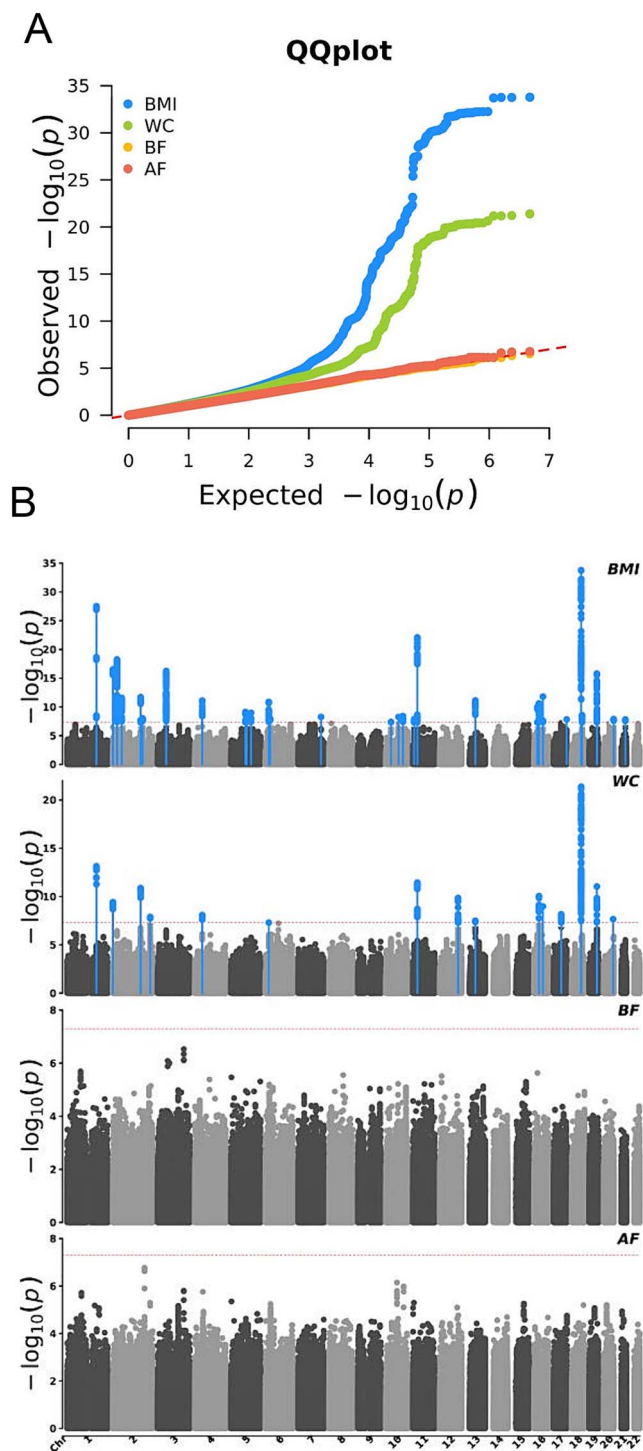 A
QQplot
35
30
25
20
15
10
5
0
Observed −log₁₀(p)
BMI
WC
BF
AF
0 1 2 3 4 5 6 7
Expected −log₁₀(p)
B
BMI
35
30
25
20
15
10
5
0
−log₁₀(p)
WC
20
15
10
5
0
−log₁₀(p)
BF
8
6
4
2
0
−log₁₀(p)
AF
8
6
4
2
0
−log₁₀(p)
Chr 1 2 3 4 5 6 7 8 9 10 11 12 13 14 15 16 17 18 19 20 21 22